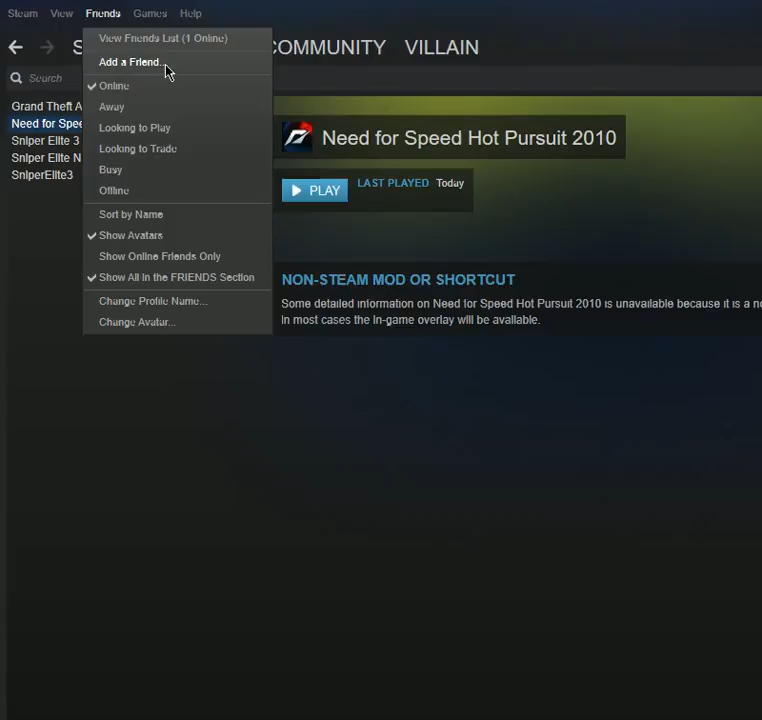 Steam View Friends Games Help
View Friends List (1 Online)
S COMMUNITY VILLAIN
Add a Friend...
Search
Online
Grand Theft A
Away
Need for Spee
Looking to Play
Need for Speed Hot Pursuit 2010
Sniper Elite 3
Looking to Trade
Sniper Elite N
Busy
SniperElite3
PLAY LAST PLAYED Today
Offline
Sort by Name
Show Avatars
Show Online Friends Only
Show All in the FRIENDS Section
NON-STEAM MOD OR SHORTCUT
Change Profile Name...
Some detailed information on Need for Speed Hot Pursuit 2010 is unavailable because it is a no
In most cases the in-game overlay will be available.
Change Avatar...